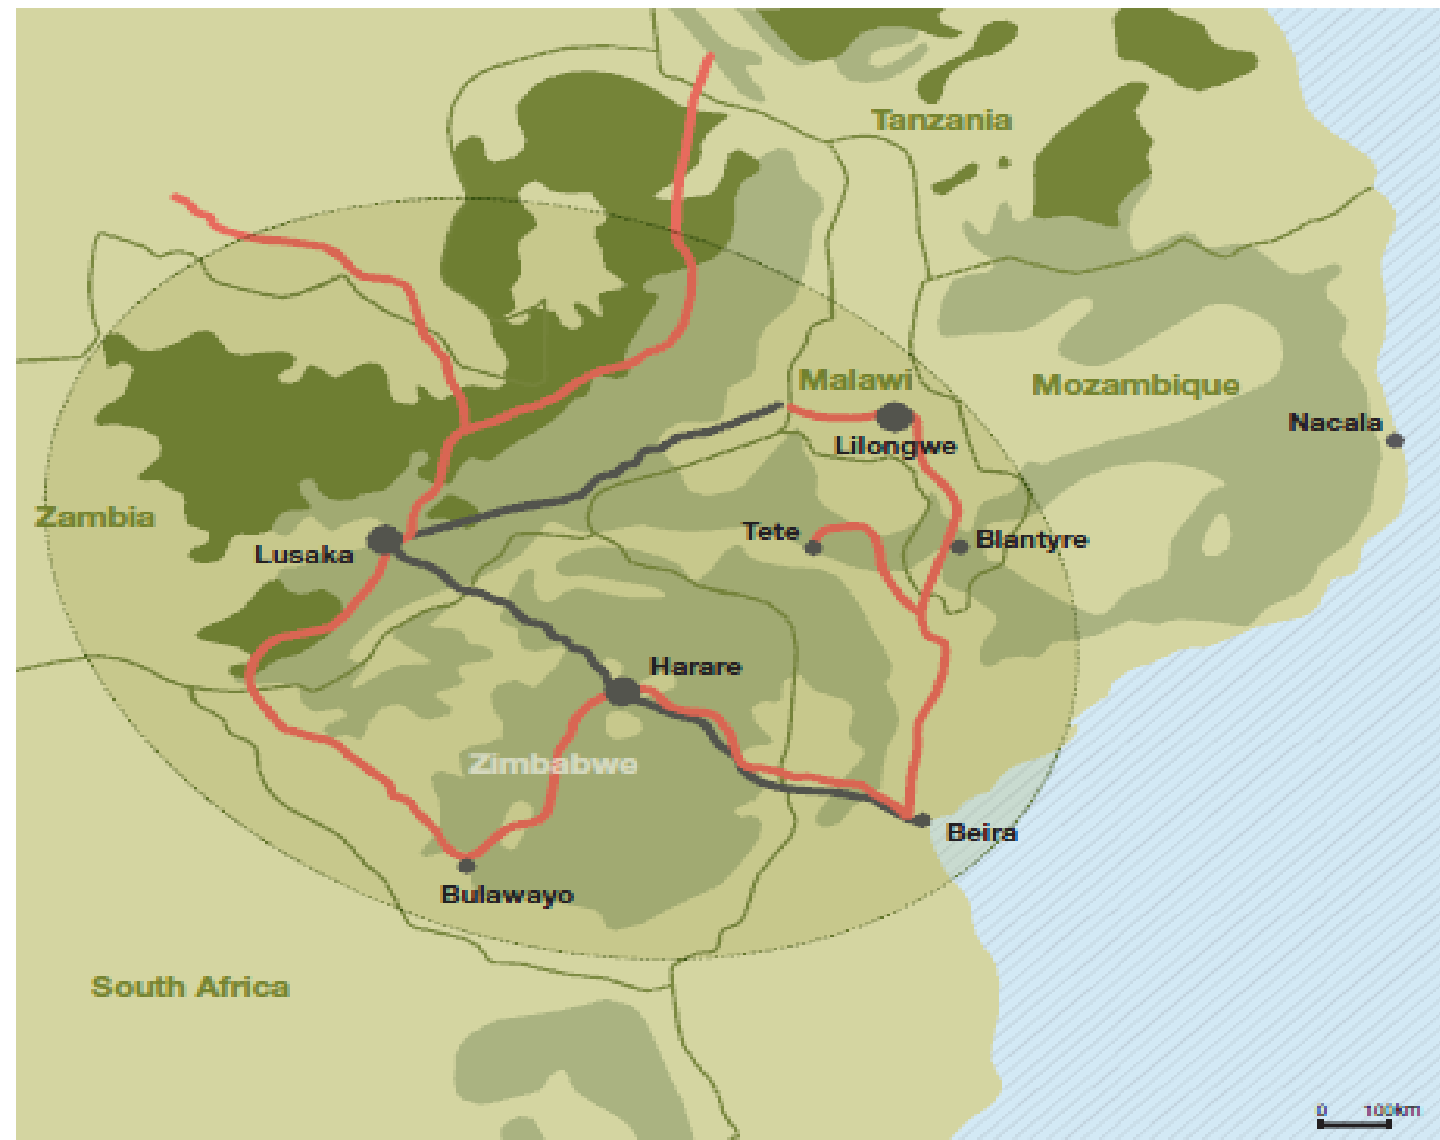 Tanzania
Malawi
Mozambique
Nacala
Lilongwe
Zambia
Tete
Blantyre
Lusaka
Harare
Zimbabwe
Beira
Bulawayo
South Africa
0 100km